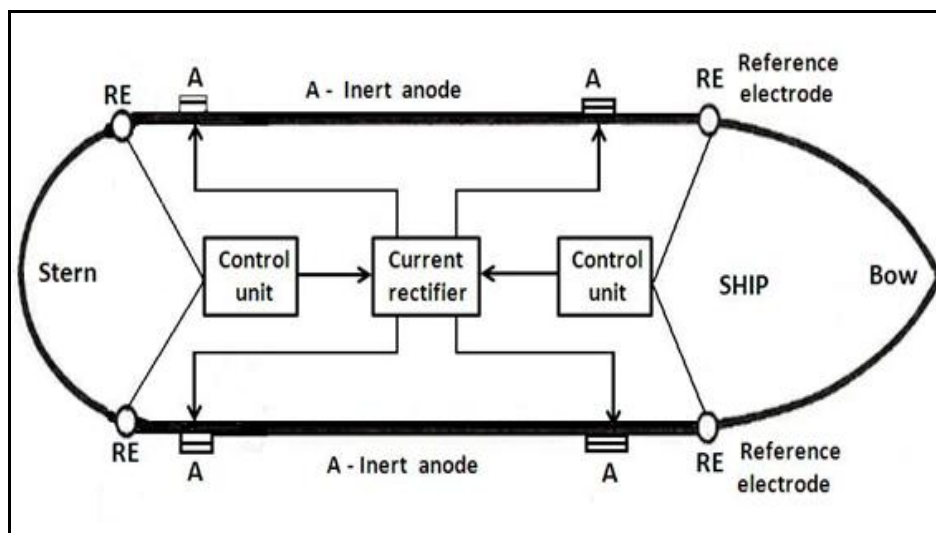 A
A - Inert anode
A
RE
RE
Reference
electrode
Stern
Control
unit
Current
rectifier
Control
unit
SHIP
Bow
RE
A
A - Inert anode
A
RE
Reference
electrode